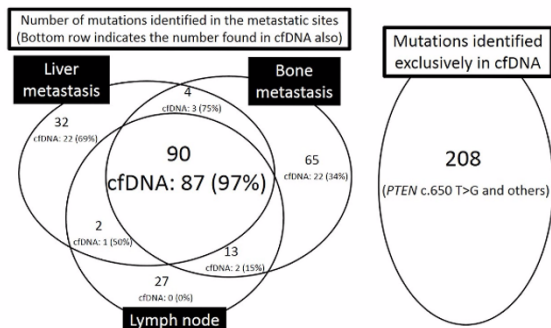 Number of mutations identified in the metastatic sites
(Bottom row indicates the number found in cfDNA also)
Liver
metastasis
Bone
metastasis
4
cfDNA: 3 (75%)
32
cfDNA: 22 (69%)
90
cfDNA: 87 (97%)
65
cfDNA: 22 (34%)
2
cfDNA: 1 (50%)
13
cfDNA: 2 (15%)
27
cfDNA: 0 (0%)
Lymph node
Mutations identified
exclusively in cfDNA
208
(PTEN c.650 T>G and others)